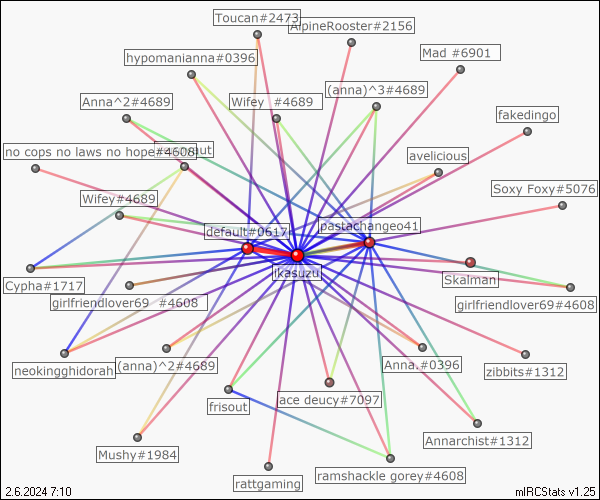 Toucan#2473
AlpineRooster#2156
hypomanianna#0396
Mad #6901
(anna)^3#4689
Anna^2#4689
Wifey #4689
fakedingo
no cops no laws no hope#4608
avelicious
Soxy Foxy#5076
Wifey#4689
default#0617
pastachangeo41
ikasuzu
Cypha#1717
Skalman
girlfriendlover69 #4608
girlfriendlover69#4608
neokingghidorah
(anna)^2#4689
Anna.#0396
zibbits#1312
frisout
ace deucy#7097
Annarchist#1312
Mushy#1984
rattgaming
ramshackle gorey#4608
2.6.2024 7:10
mIRCStats v1.25